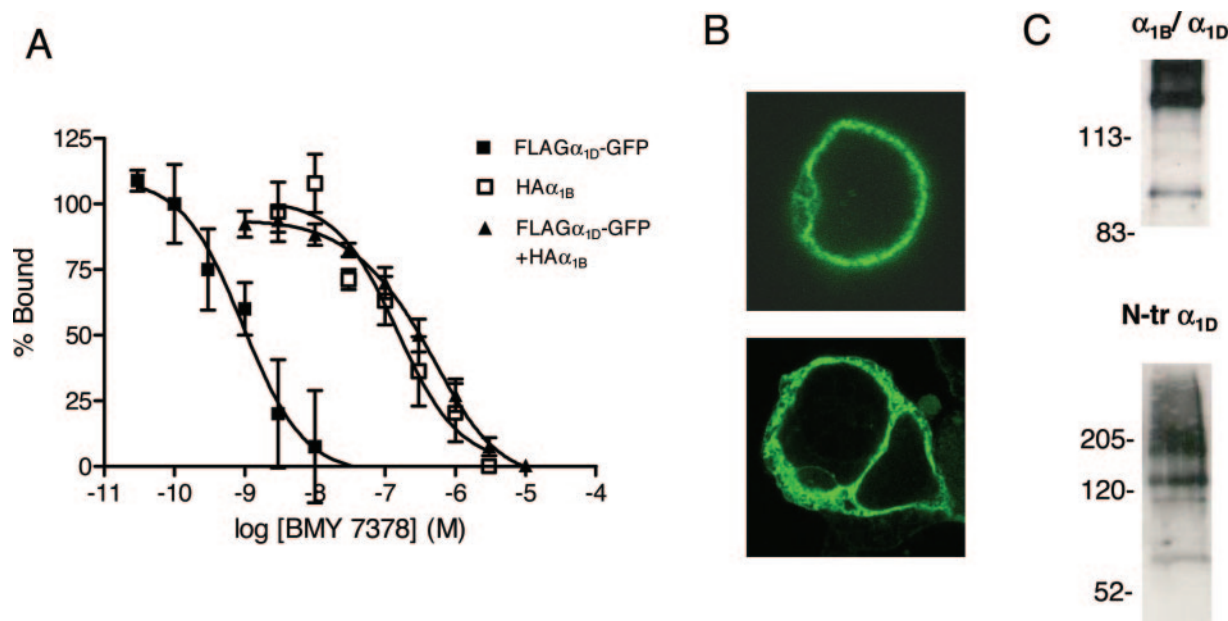 A
B
C
125
100
75
50
25
0
% Bound
-11
-10
-9
-8
-7
-6
-5
-4
log [BMY 7378] (M)
FLAGα1D-GFP
HAα1B
FLAGα1D-GFP
+HAα1B
α1B/ α1D
113-
83-
N-tr α1D
205-
120-
52-